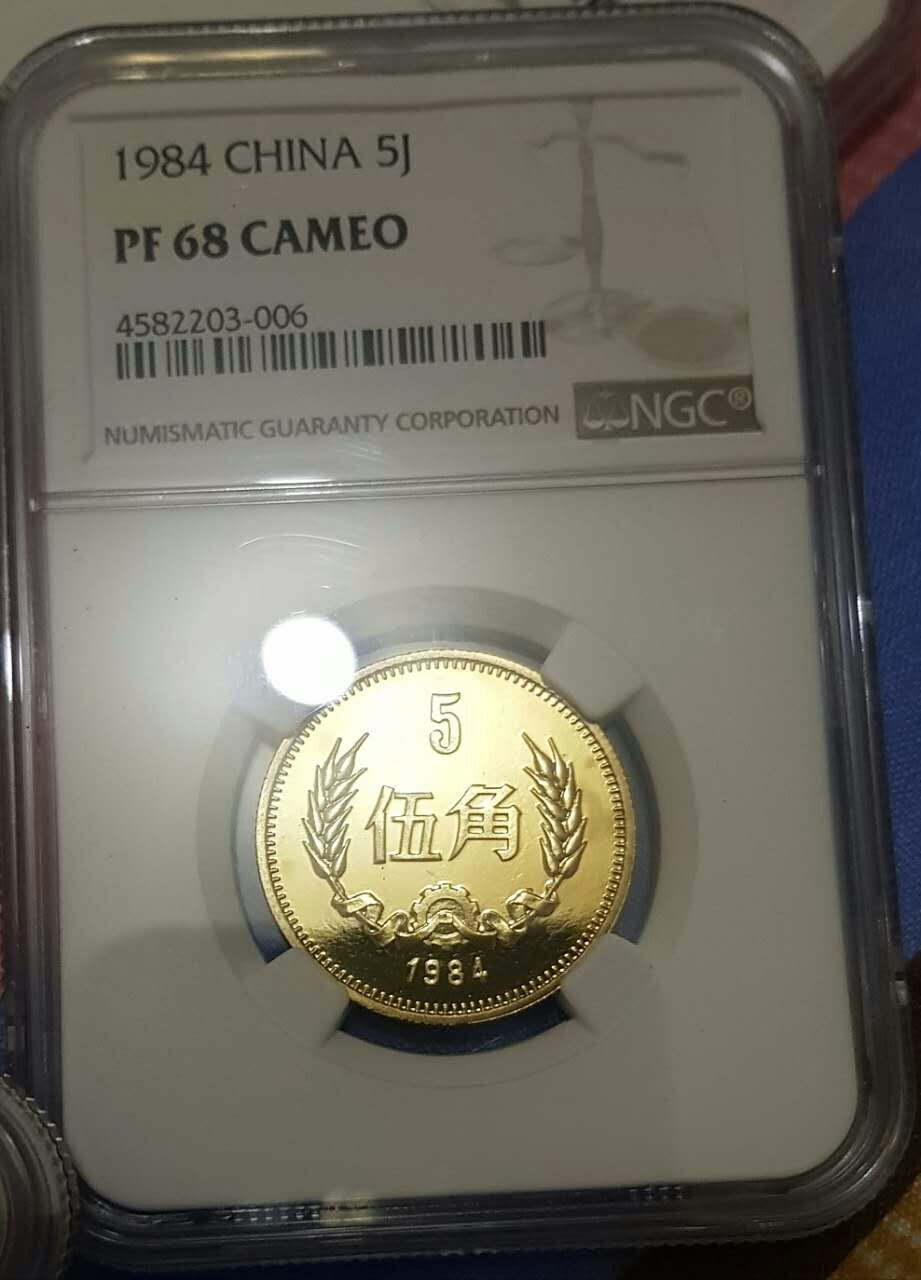 1984 CHINA 5J
PF 68 CAMEO
4582203-006
NUMISMATIC GUARANTY CORPORATION
NGC®
5
伍角
1984